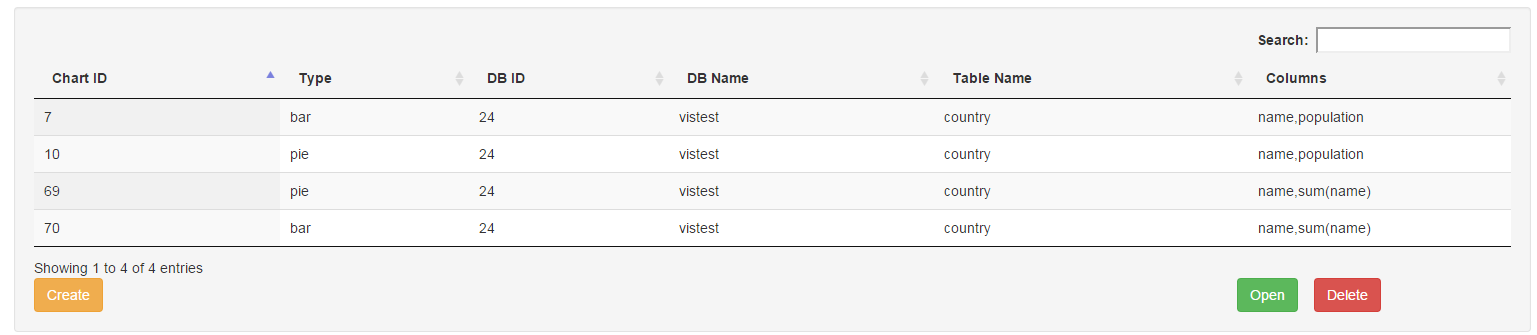 Search:
Chart ID Type DB ID DB Name Table Name Columns
7 bar 24 vistest country name,population
10 pie 24 vistest country name,population
69 pie 24 vistest country name,sum(name)
70 bar 24 vistest country name,sum(name)
Showing 1 to 4 of 4 entries
Create Open Delete